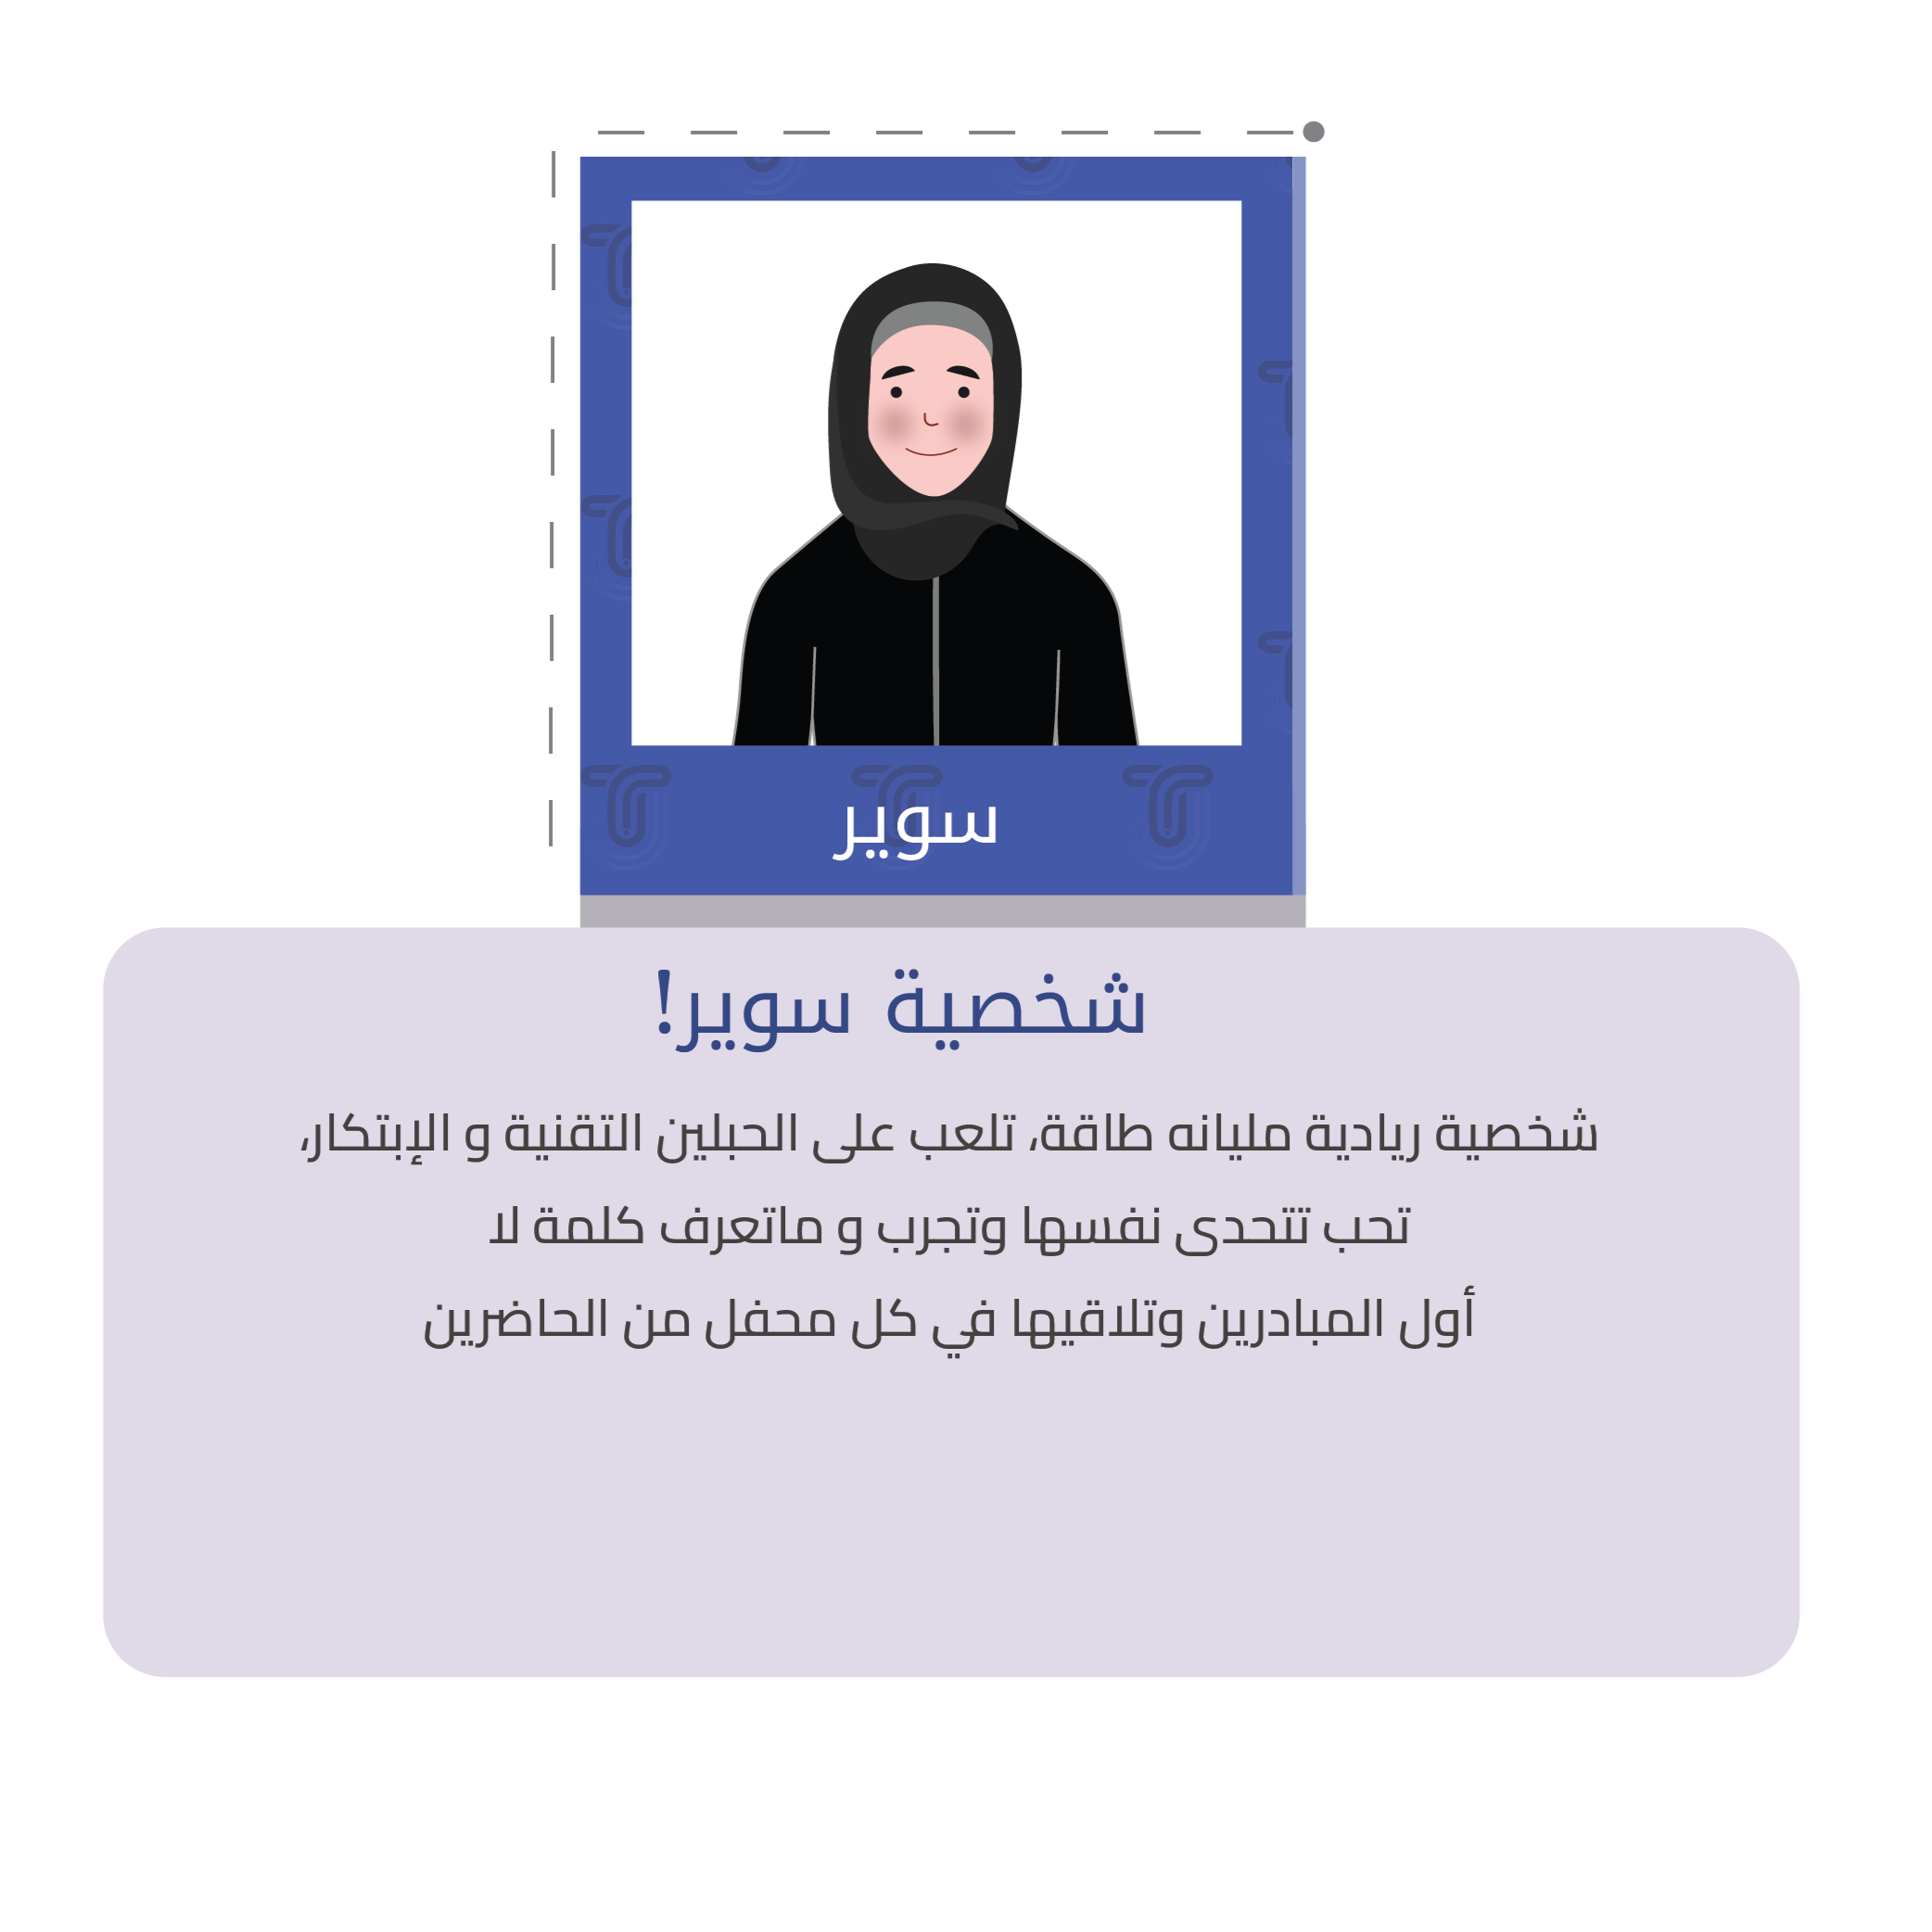 سوير
شخصية سوير!
شخصية ريادية مليانه طاقة، تلعب على الحبلين التقنية و الإبتكار،
تحب تتحدى نفسها وتجرب و ماتعرف كلمة لا
أول المبادرين وتلاقيها في كل محفل من الحاضرين